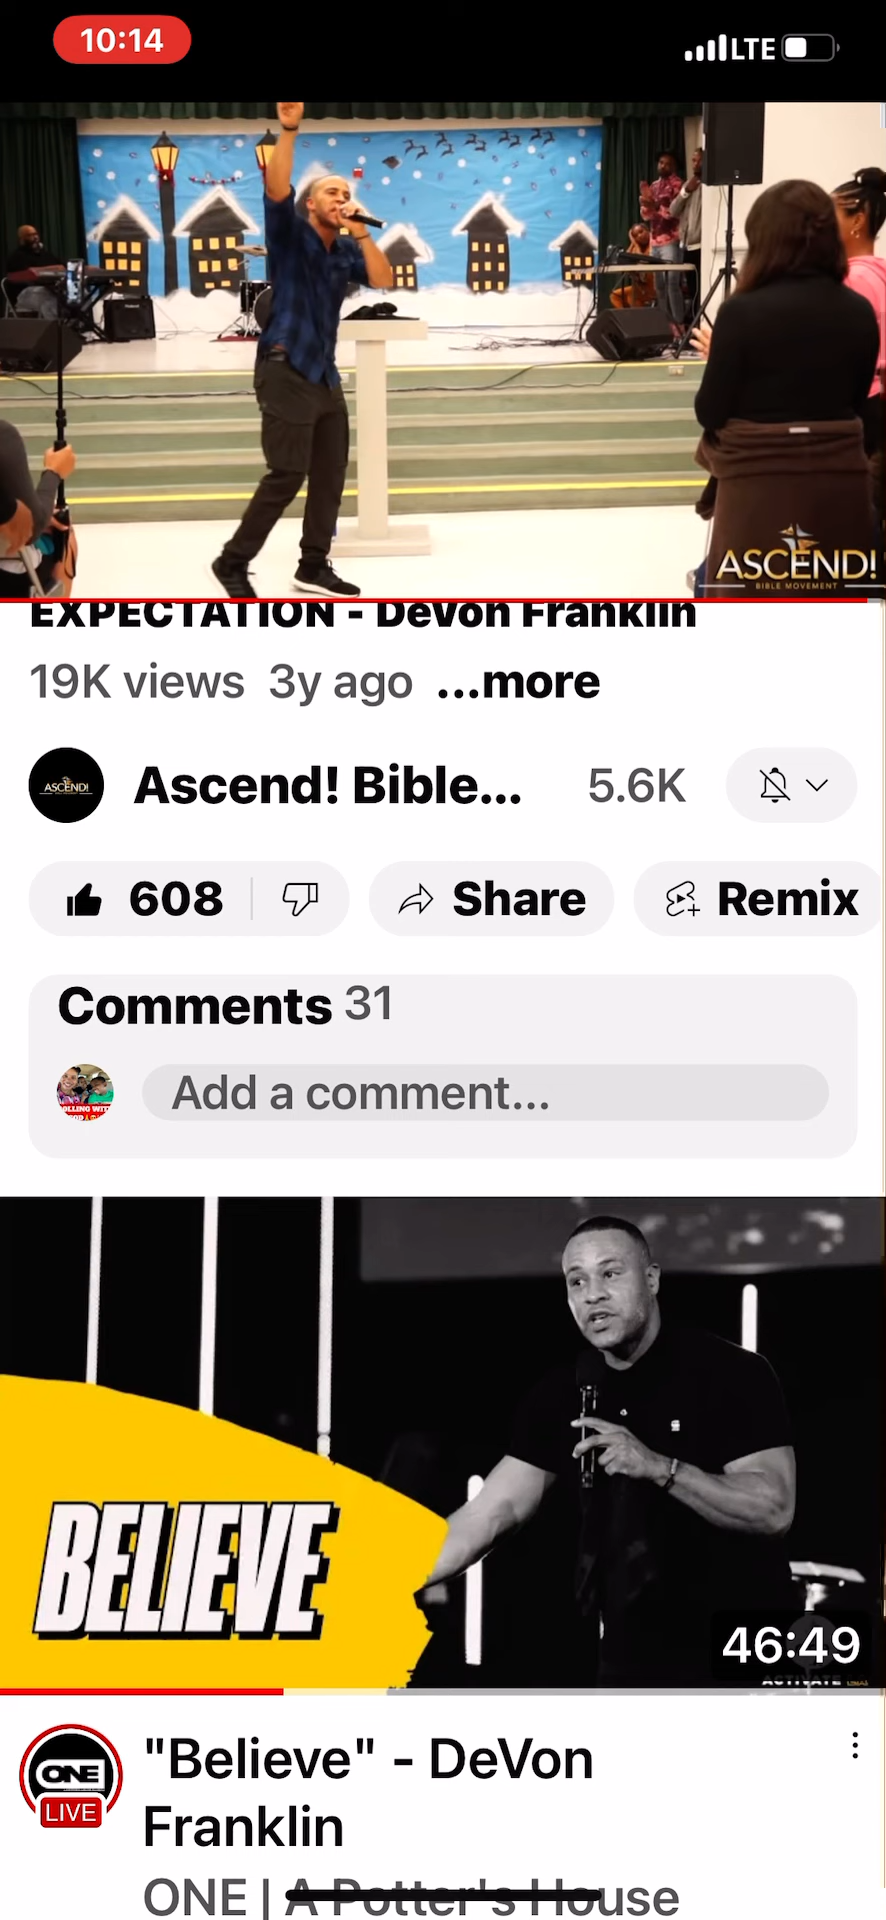 10:14
LTE
ASCEND!
BIBLE MOVEMENT
EXPECTATION - DeVon Franklin
19K views 3y ago ...more
ASCEND!
Ascend! Bible... 5.6K
608
Share
Remix
Comments 31
Add a comment...
BELIEVE
46:49
ONE
LIVE
"Believe" - DeVon
Franklin
ONE | A Potter's House